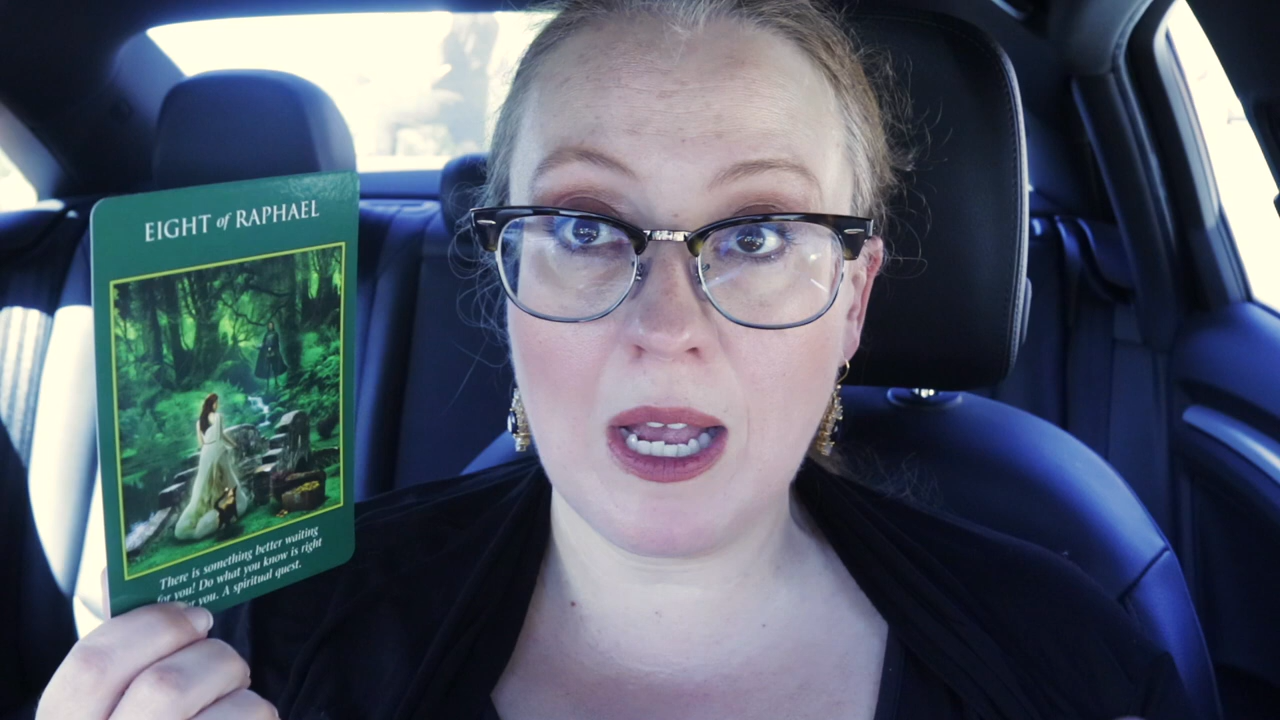 EIGHT of RAPHAEL
There is something better waiting
for you! Do what you know is right
for you. A spiritual quest.